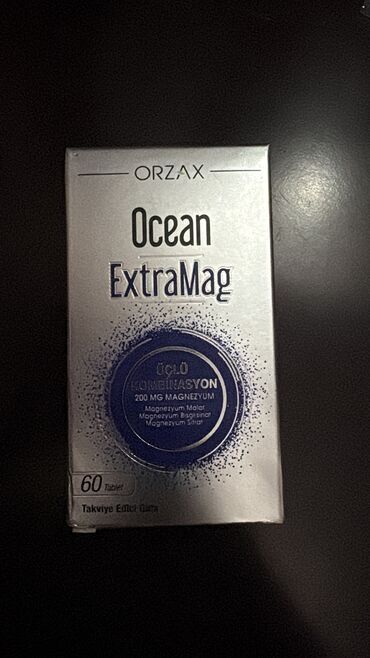 ORZAX
Ocean
ExtraMag
ÜÇLÜ
KOMBİNASYON
200 MG MAGNEZYUM
Magnezyum Malat
Magnezyum Bisglisinat
Magnezyum Sitrat
60 Tablet
Takviye Edici Gıda